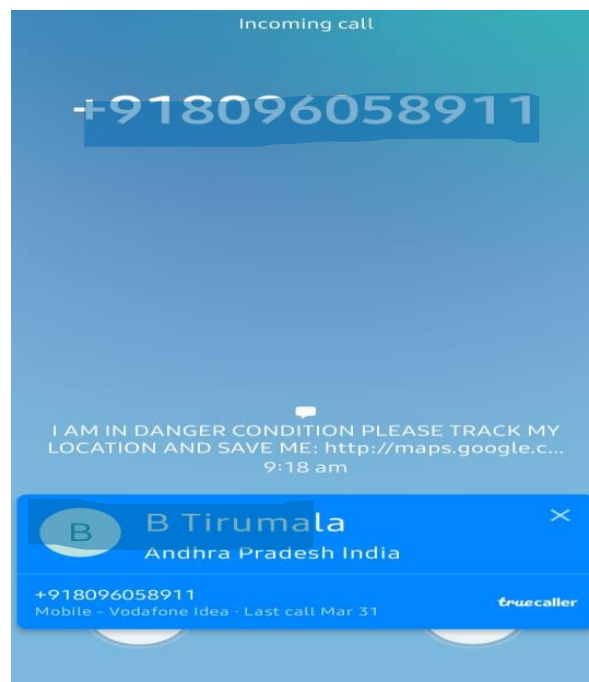 Incoming call
+918096058911
I AM IN DANGER CONDITION PLEASE TRACK MY
LOCATION AND SAVE ME: http://maps.google.c...
9:18 am
B
B Tirumala
Andhra Pradesh India
+918096058911
Mobile - Vodafone Idea · Last call Mar 31
truecaller